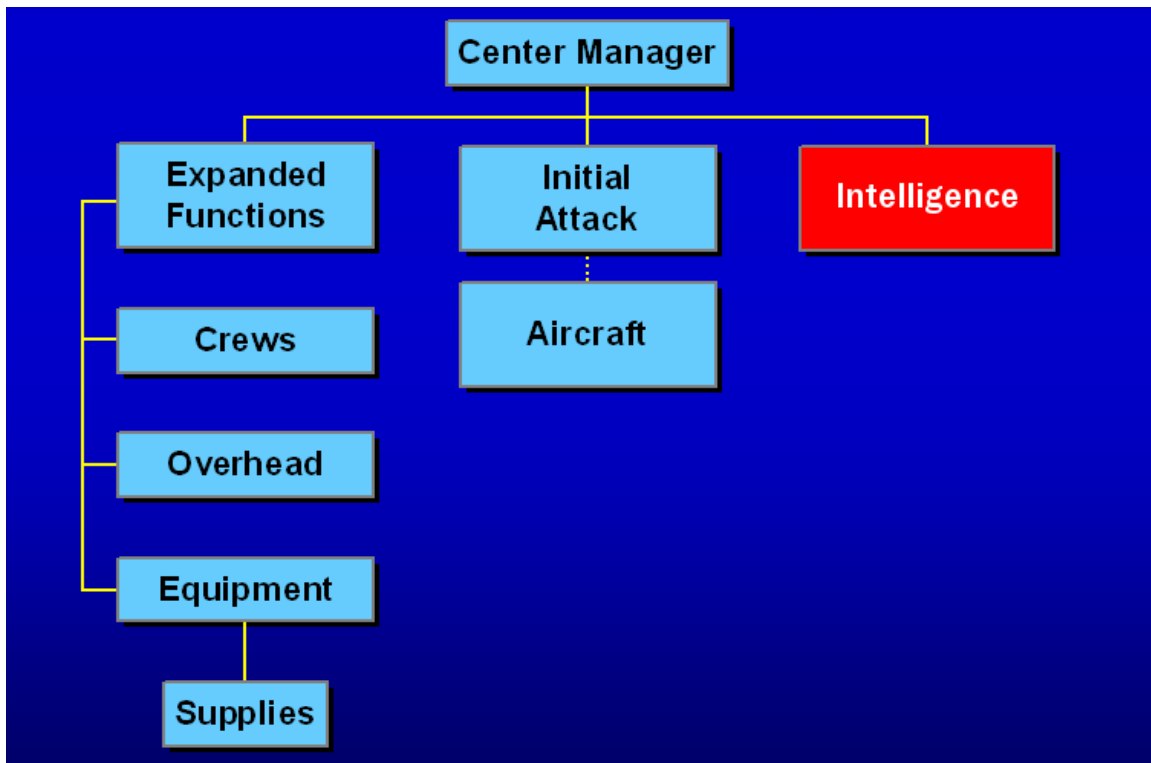 Center Manager
Expanded
Functions
Initial
Attack
Intelligence
Crews
Aircraft
Overhead
Equipment
Supplies